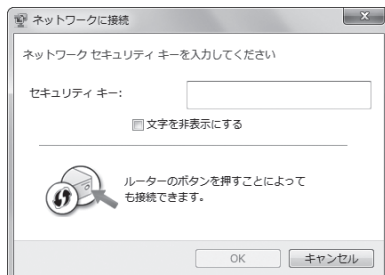 ネットワークに接続
ネットワーク セキュリティ キーを入力してください
セキュリティ キー:
文字を非表示にする
ルーターのボタンを押すことによって
も接続できます。
OK
キャンセル